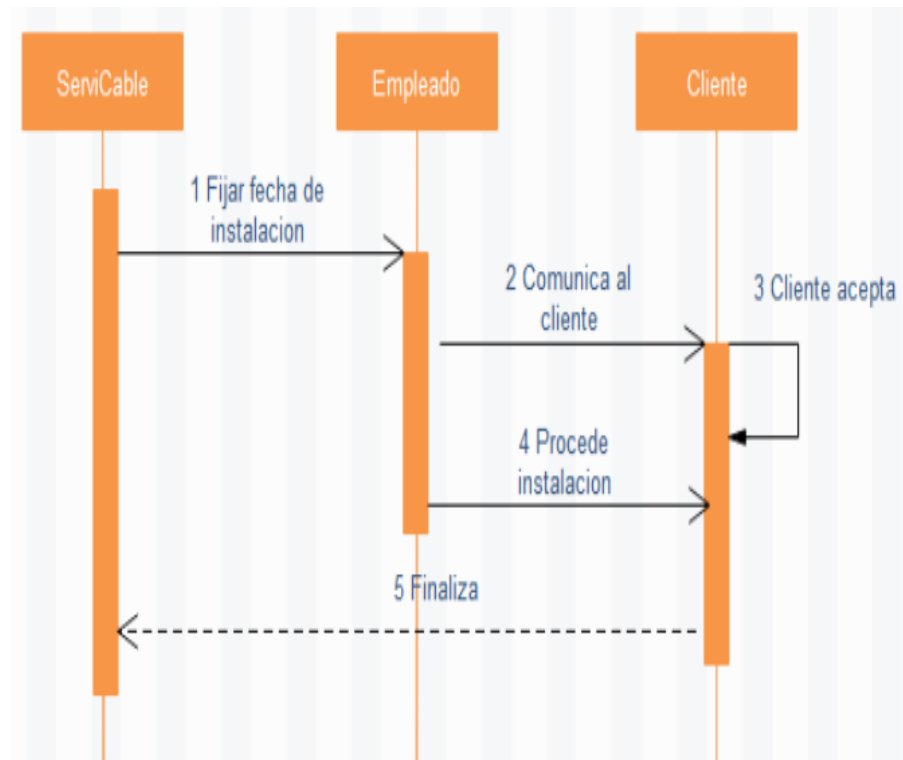 ServiCable
Empleado
Cliente
1 Fijar fecha de
instalacion
2 Comunica al
cliente
3 Cliente acepta
4 Procede
instalacion
5 Finaliza